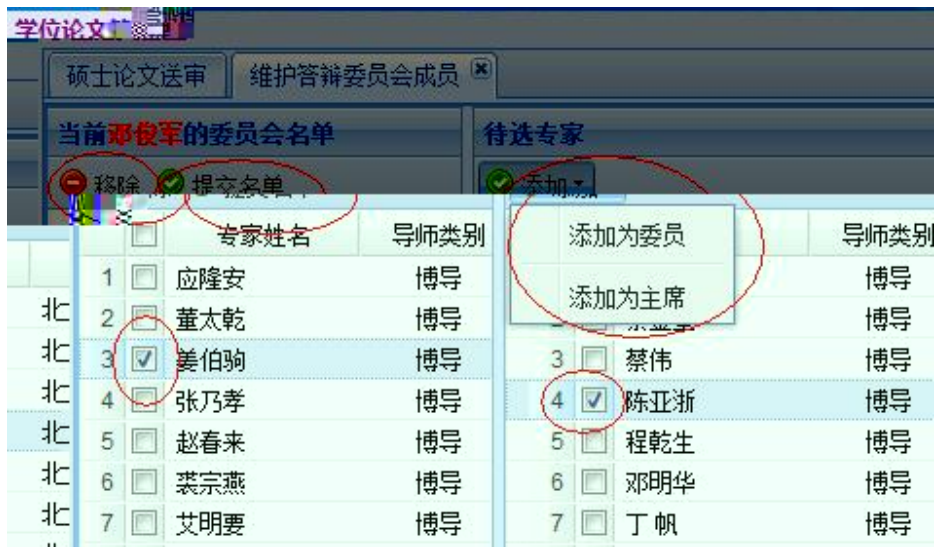 学位论文
硕士论文送审 维护答辩委员会成员
当前邓俊军的委员会名单 待选专家
移除 提交名单 添加
专家姓名 导师类别 添加为委员 导师类别
1 应隆安 博导 添加为主席 博导
北 2 董太乾 博导 博导
北 3 姜伯驹 博导 3 蔡伟 博导
北 4 张乃孝 博导 4 陈亚浙 博导
北 5 赵春来 博导 5 程乾生 博导
北 6 裘宗燕 博导 6 邓明华 博导
北 7 艾明要 博导 7 丁帆 博导